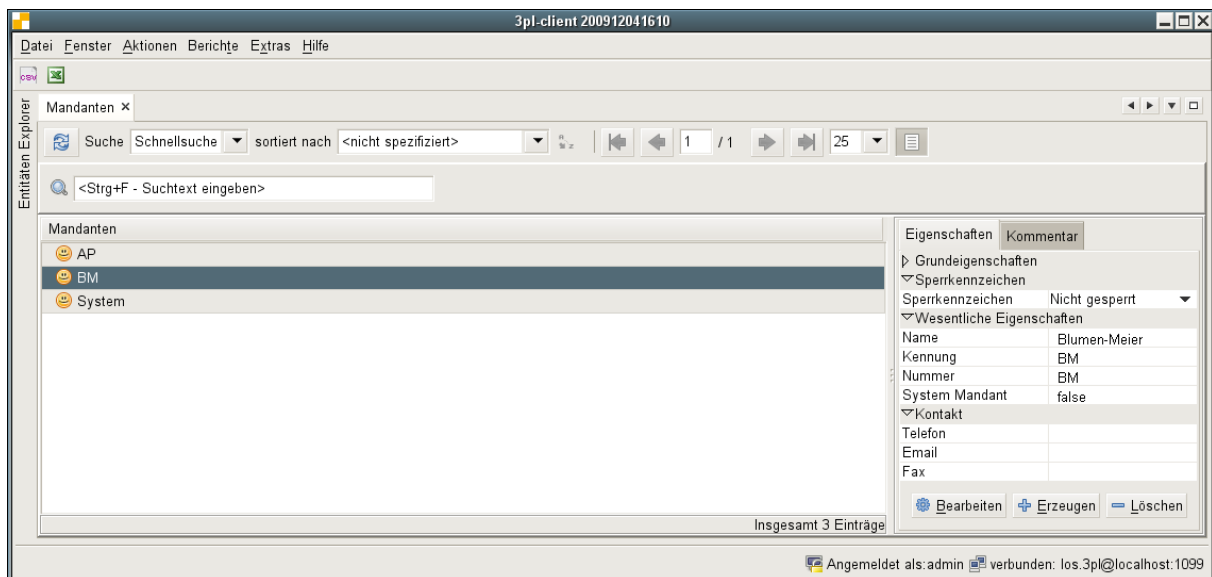 3pl-client 200912041610
Datei Fenster Aktionen Berichte Extras Hilfe
csv
Entitäten Explorer
Mandanten
Suche Schnellsuche sortiert nach <nicht spezifiziert> 1 / 1 25
<Strg+F - Suchtext eingeben>
Mandanten
AP
BM
System
Insgesamt 3 Einträge
Eigenschaften Kommentar
Grundeigenschaften
Sperrkennzeichen
Sperrkennzeichen Nicht gesperrt
Wesentliche Eigenschaften
Name Blumen-Meier
Kennung BM
Nummer BM
System Mandant false
Kontakt
Telefon
Email
Fax
Bearbeiten Erzeugen Löschen
Angemeldet als:admin verbunden: los.3pl@localhost:1099